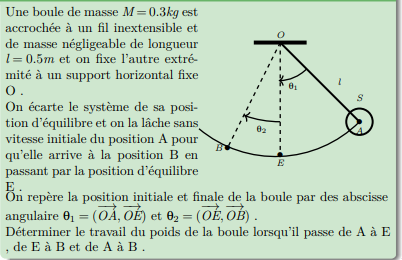 Une boule de masse M = 0.3kg est
accrochée à un fil inextensible et
de masse négligeable de longueur
l = 0.5m et on fixe l'autre extré-
mité à un support horizontal fixe
O .
On écarte le système de sa posi-
tion d'équilibre et on la lâche sans
vitesse initiale du position A pour
qu'elle arrive à la position B en
passant par la position d'équilibre
E .
On repère la position initiale et finale de la boule par des abscisse
angulaire θ₁ = (OA⃗, OE⃗) et θ₂ = (OE⃗, OB⃗) .
Déterminer le travail du poids de la boule lorsqu'il passe de A à E
, de E à B et de A à B .
O
θ₁
l
S
θ₂
A
B
E